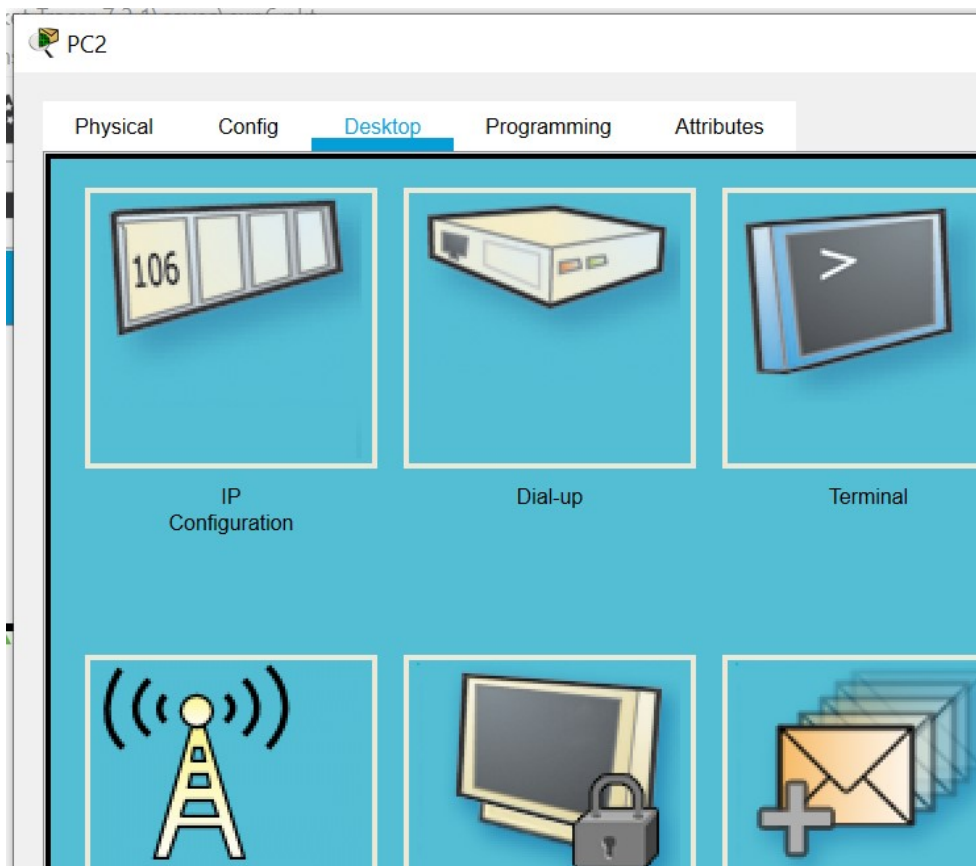 PC2
Physical Config Desktop Programming Attributes
106
>
IP
Configuration
Dial-up
Terminal